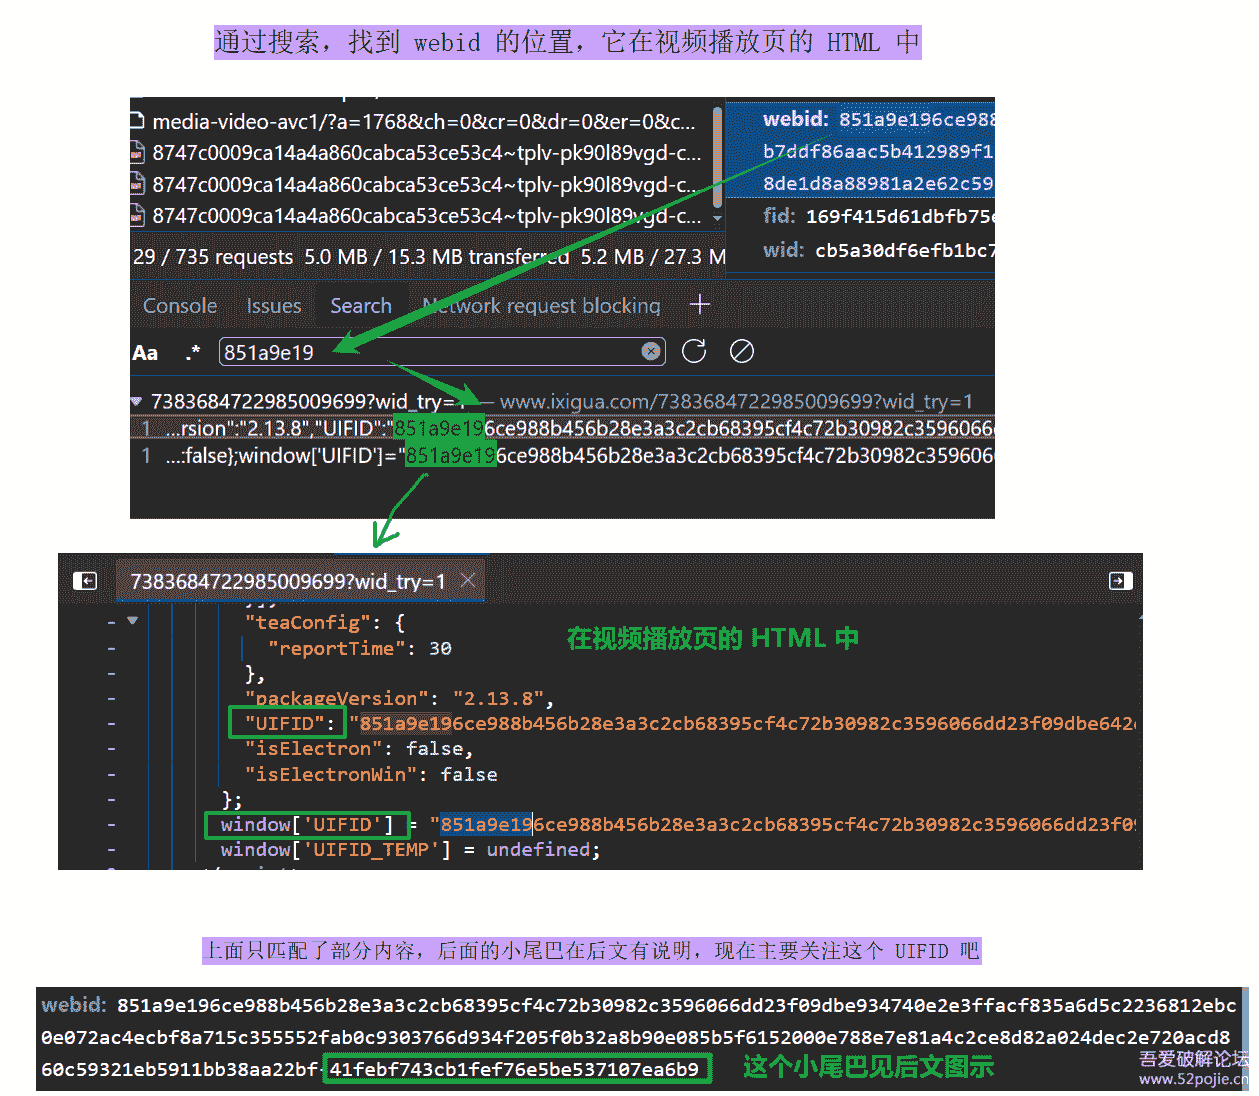 通过搜索，找到 webid 的位置，它在视频播放页的 HTML 中
media-video-avc1/?a=1768&ch=0&cr=0&dr=0&er=0&c...
webid: 851a9e196ce988
8747c0009ca14a4a860cabca53ce53c4~tplv-pk90l89vgd-c...
b7ddf86aac5b412989f1
8747c0009ca14a4a860cabca53ce53c4~tplv-pk90l89vgd-c...
8de1d8a88981a2e62c59
8747c0009ca14a4a860cabca53ce53c4~tplv-pk90l89vgd-c...
fid: 169f415d61dbfb75e
29 / 735 requests 5.0 MB / 15.3 MB transferred 5.2 MB / 27.3 M
wid: cb5a30df6efb1bc7
Console Issues Search Network request blocking +
Aa .* 851a9e19
7383684722985009699?wid_try=1 — www.ixigua.com/7383684722985009699?wid_try=1
1 ...rsion":"2.13.8","UIFID":"851a9e196ce988b456b28e3a3c2cb68395cf4c72b30982c3596066
1 ...:false};window['UIFID']="851a9e196ce988b456b28e3a3c2cb68395cf4c72b30982c359606
7383684722985009699?wid_try=1
"teaConfig": {
在视频播放页的 HTML 中
"reportTime": 30
},
"packageVersion": "2.13.8",
"UIFID": "851a9e196ce988b456b28e3a3c2cb68395cf4c72b30982c3596066dd23f09dbe642
"isElectron": false,
"isElectronWin": false
};
window['UIFID'] = "851a9e196ce988b456b28e3a3c2cb68395cf4c72b30982c3596066dd23f0
window['UIFID_TEMP'] = undefined;
上面只匹配了部分内容，后面的小尾巴在后文有说明，现在主要关注这个 UIFID 吧
webid: 851a9e196ce988b456b28e3a3c2cb68395cf4c72b30982c3596066dd23f09dbe934740e2e3ffacf835a6d5c2236812ebc
0e072ac4ecbf8a715c355552fab0c9303766d934f205f0b32a8b90e085b5f6152000e788e7e81a4c2ce8d82a024dec2e720acd8
60c59321eb5911bb38aa22bf-41febf743cb1fef76e5be537107ea6b9
这个小尾巴见后文图示
吾爱破解论坛
www.52pojie.cn